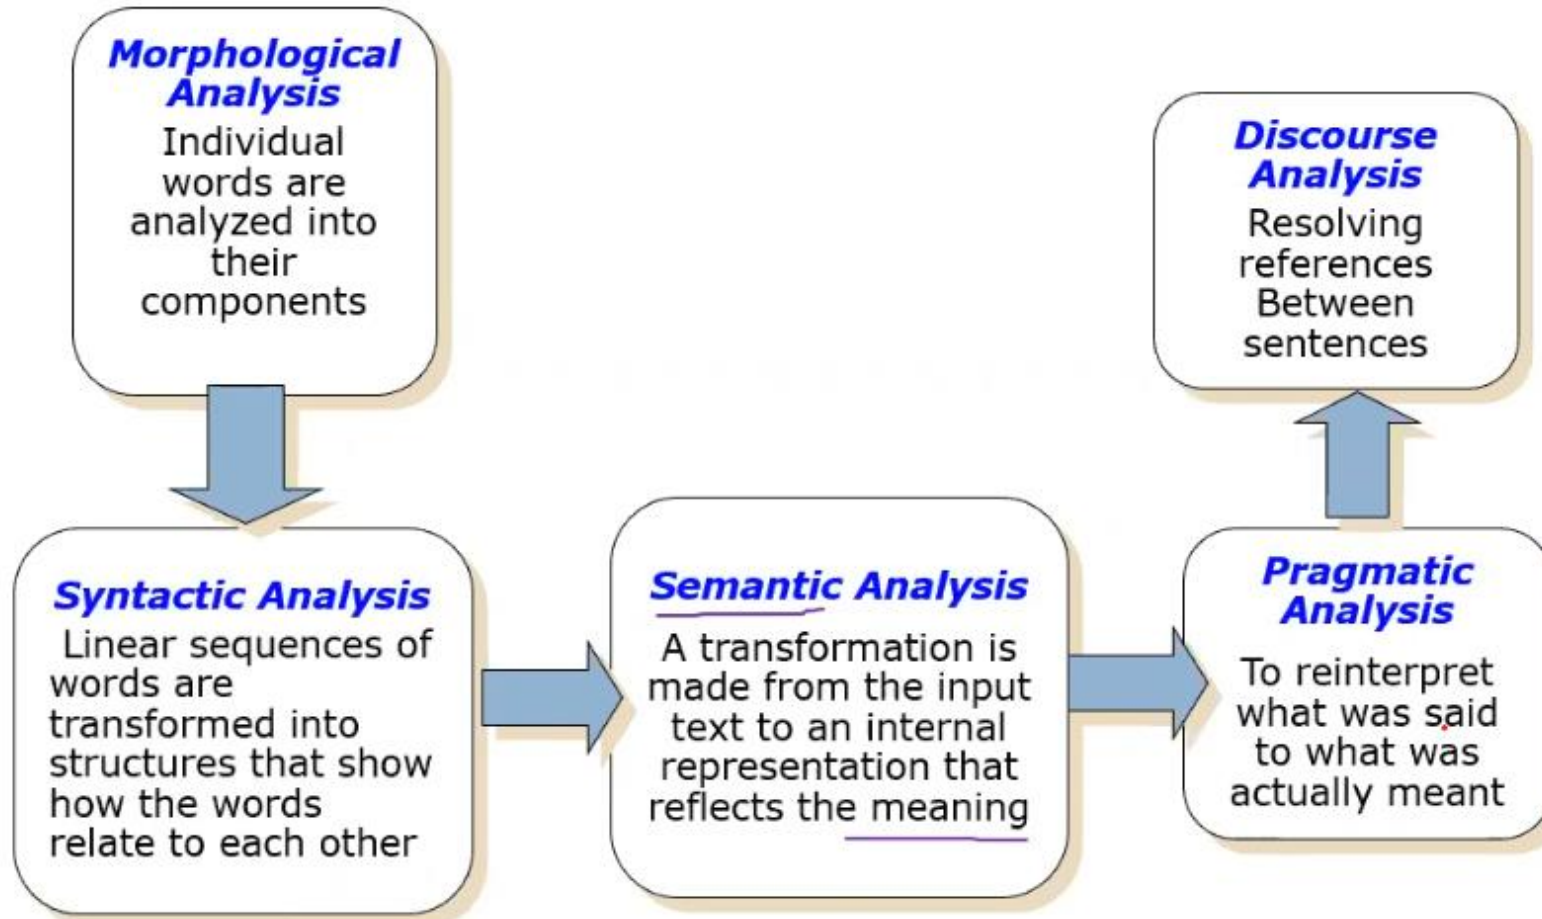 Morphological
Analysis
Individual
words are
analyzed into
their
components
Syntactic Analysis
Linear sequences of
words are
transformed into
structures that show
how the words
relate to each other
Semantic Analysis
A transformation is
made from the input
text to an internal
representation that
reflects the meaning
Pragmatic
Analysis
To reinterpret
what was said
to what was
actually meant
Discourse
Analysis
Resolving
references
Between
sentences